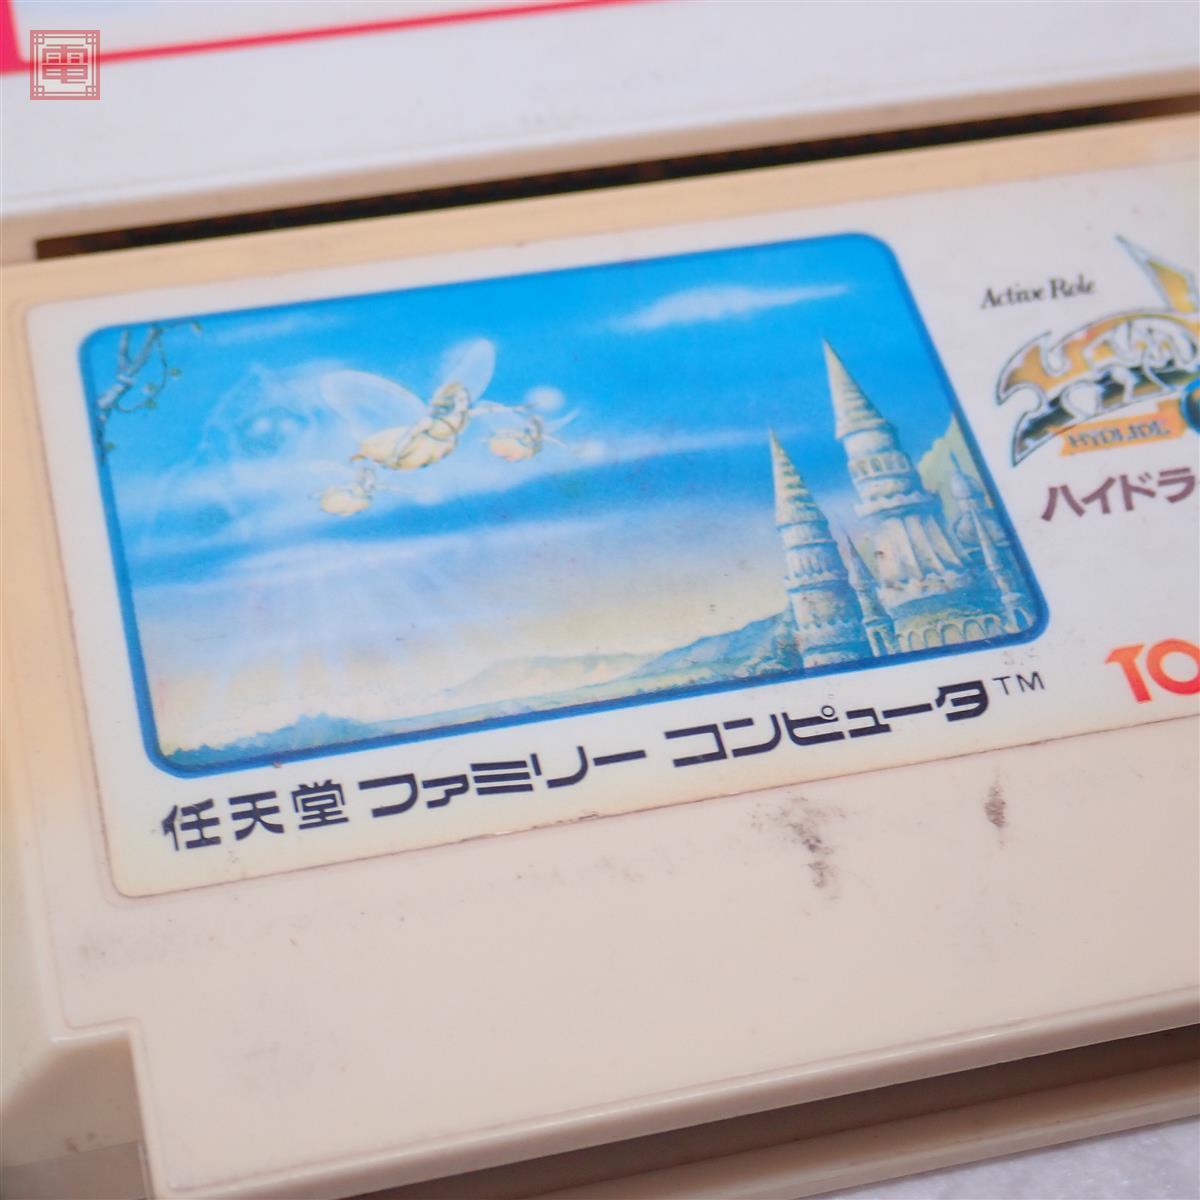 電
Active Role
HYDLIDE
ハイドラ
TO
任天堂 ファミリー コンピュータ™